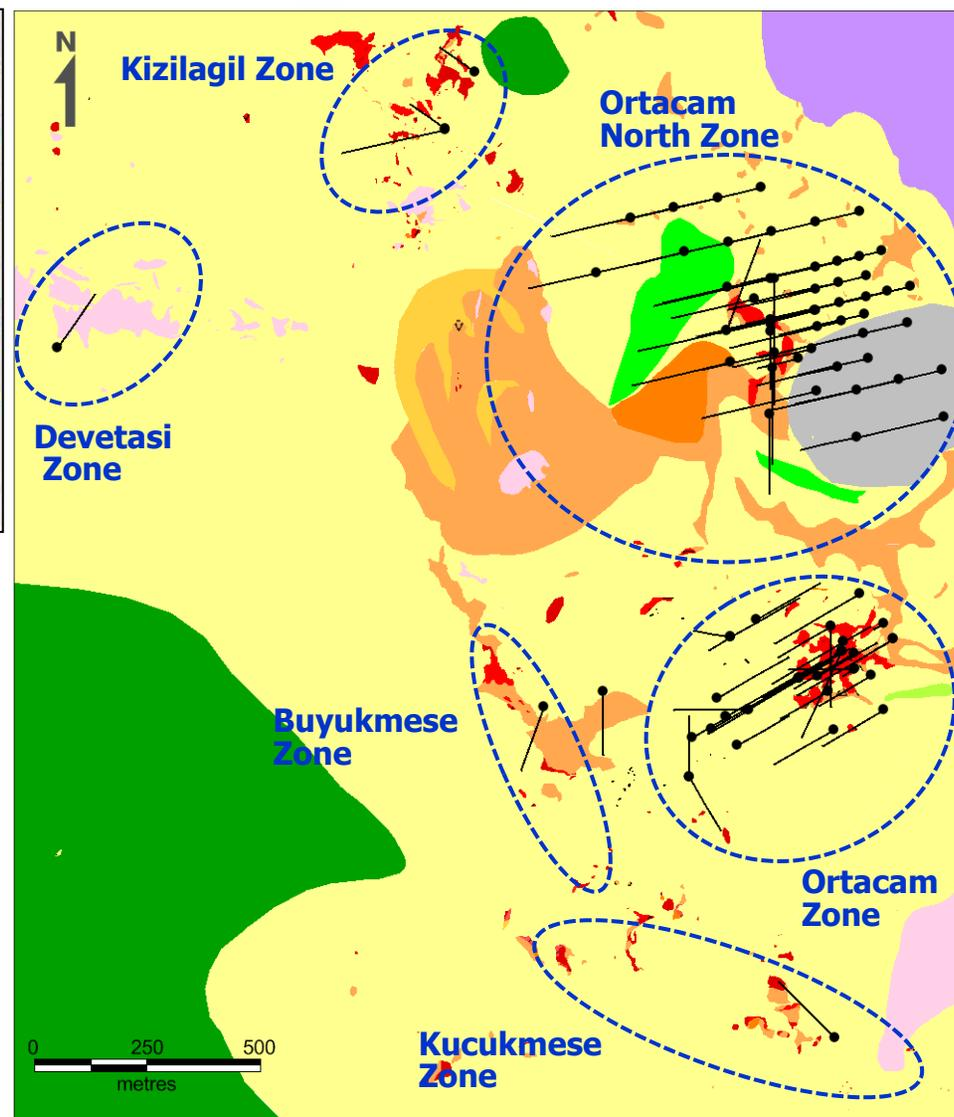 N
Kizilagil Zone
Ortacam
North Zone
Devetasi
Zone
Buyukmese
Zone
Ortacam
Zone
Kucukmese
Zone
0 250 500
metres